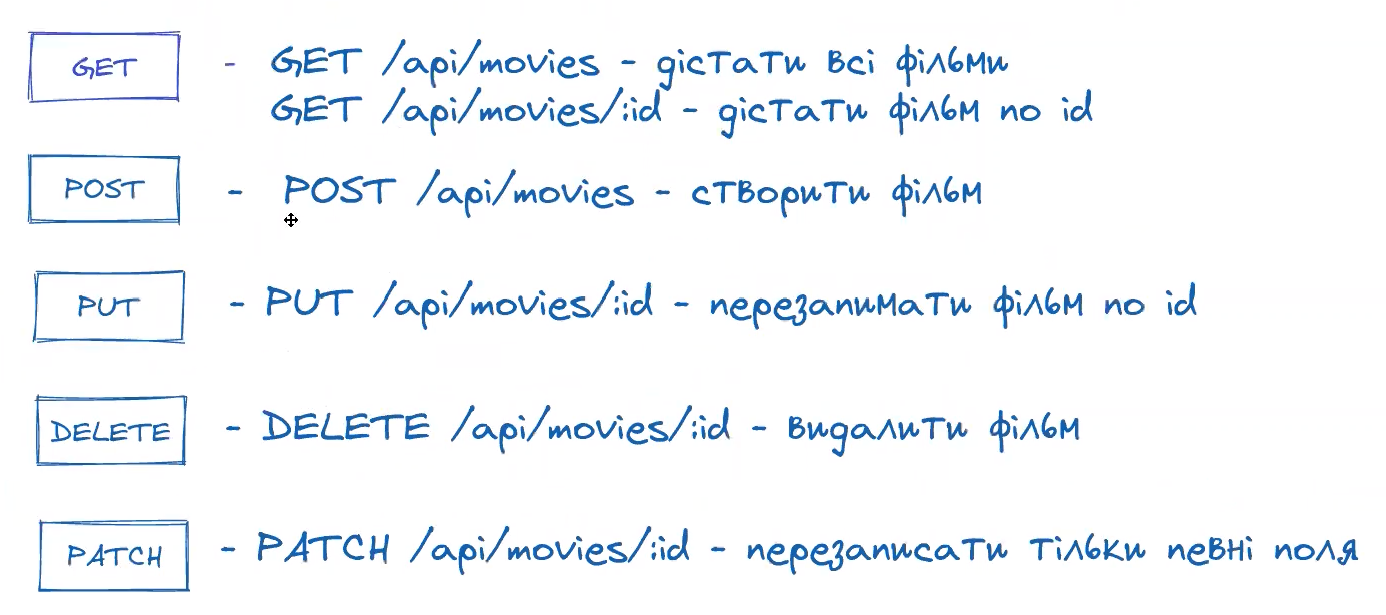 GET - GET /api/movies - дістати всі фільми
GET /api/movies/:id - дістати фільм по id
POST - POST /api/movies - створити фільм
PUT - PUT /api/movies/:id - перезапимати фільм по id
DELETE - DELETE /api/movies/:id - видалити фільм
PATCH - PATCH /api/movies/:id - перезаписати тільки певні поля